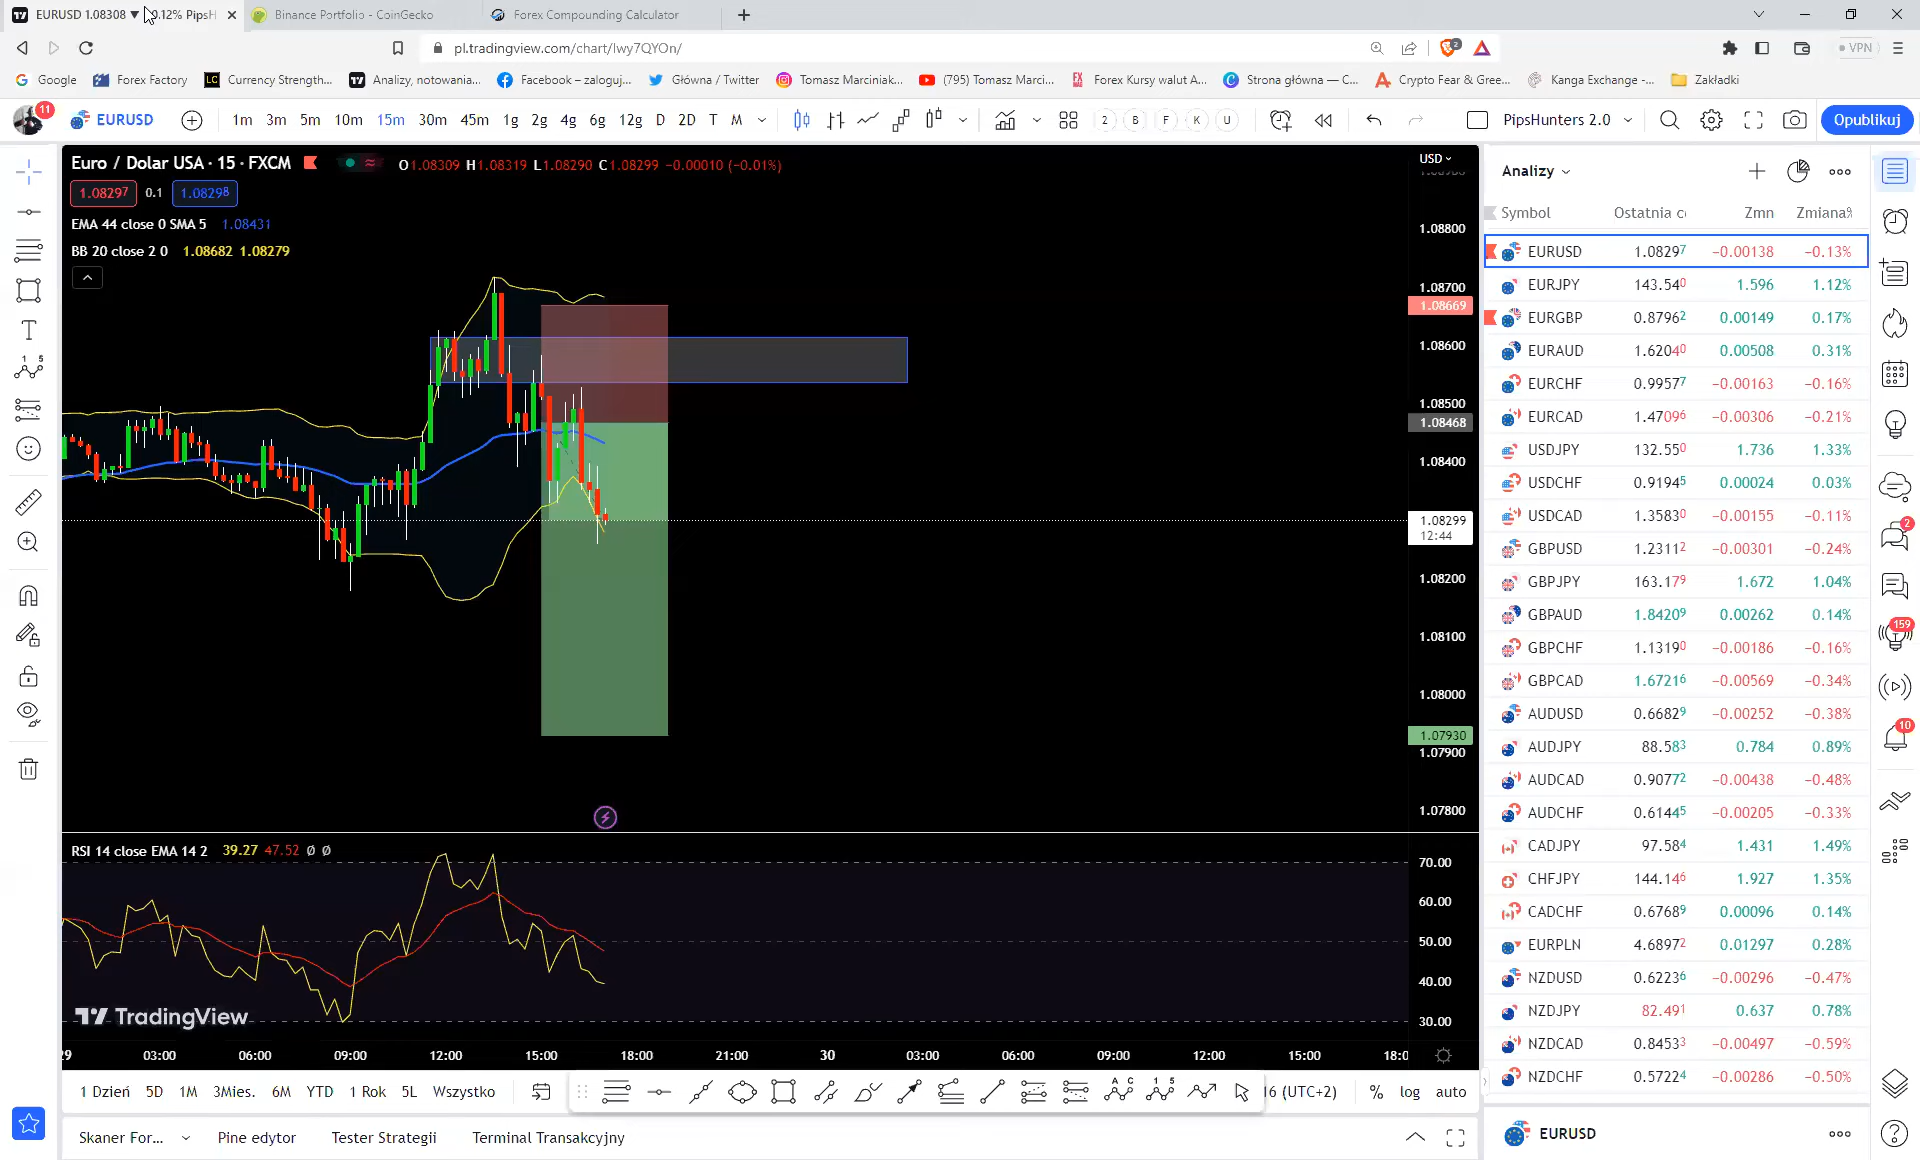 EURUSD 1.08308 ▼ 0.12% PipsH
Binance Portfolio - CoinGecko
Forex Compounding Calculator
pl.tradingview.com/chart/lwy7QYOn/
2
VPN
Google
Forex Factory
LC Currency Strength...
Analizy, notowania...
Facebook – zaloguj...
Główna / Twitter
Tomasz Marciniak...
(795) Tomasz Marci...
Forex Kursy walut A...
Strona główna — C...
Crypto Fear & Gree...
Kanga Exchange -...
Zakładki
11
EURUSD
1m 3m 5m 10m 15m 30m 45m 1g 2g 4g 6g 12g D 2D T M
2 B F K U
PipsHunters 2.0
Opublikuj
Euro / Dolar USA · 15 · FXCM
O1.08309 H1.08319 L1.08290 C1.08299 −0.00010 (−0.01%)
1.08297 0.1 1.08298
EMA 44 close 0 SMA 5 1.08431
BB 20 close 2 0 1.08682 1.08279
USD
1.08800
1.08700
1.08669
1.08600
1.08500
1.08468
1.08400
1.08299
12:44
1.08200
1.08100
1.08000
1.07930
1.07900
1.07800
RSI 14 close EMA 14 2 39.27 47.52 Ø Ø
70.00
60.00
50.00
40.00
30.00
TradingView
03:00 06:00 09:00 12:00 15:00 18:00 21:00 30 03:00 06:00 09:00 12:00 15:00
1 Dzień 5D 1M 3Mies. 6M YTD 1 Rok 5L Wszystko
16 (UTC+2)
% log auto
Skaner For...
Pine edytor
Tester Strategii
Terminal Transakcyjny
Analizy
Symbol Ostatnia c Zmn Zmiana%
EURUSD 1.08297 −0.00138 −0.13%
EURJPY 143.540 1.596 1.12%
EURGBP 0.87962 0.00149 0.17%
EURAUD 1.62040 0.00508 0.31%
EURCHF 0.99577 −0.00163 −0.16%
EURCAD 1.47096 −0.00306 −0.21%
USDJPY 132.550 1.736 1.33%
USDCHF 0.91945 0.00024 0.03%
USDCAD 1.35830 −0.00155 −0.11%
GBPUSD 1.23112 −0.00301 −0.24%
GBPJPY 163.179 1.672 1.04%
GBPAUD 1.84209 0.00262 0.14%
GBPCHF 1.13190 −0.00186 −0.16%
GBPCAD 1.67216 −0.00569 −0.34%
AUDUSD 0.66829 −0.00252 −0.38%
AUDJPY 88.583 0.784 0.89%
AUDCAD 0.90772 −0.00438 −0.48%
AUDCHF 0.61445 −0.00205 −0.33%
CADJPY 97.584 1.431 1.49%
CHFJPY 144.146 1.927 1.35%
CADCHF 0.67689 0.00096 0.14%
EURPLN 4.68972 0.01297 0.28%
NZDUSD 0.62236 −0.00296 −0.47%
NZDJPY 82.491 0.637 0.78%
NZDCAD 0.84533 −0.00497 −0.59%
NZDCHF 0.57224 −0.00286 −0.50%
EURUSD
2
159
10